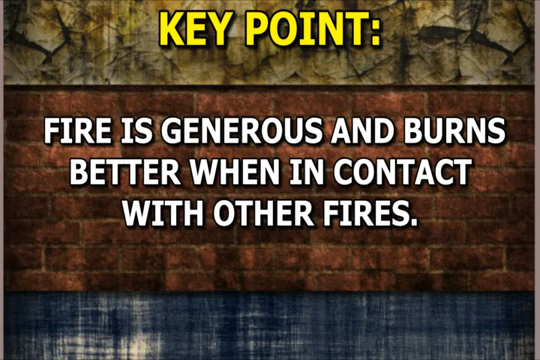 KEY POINT:
FIRE IS GENEROUS AND BURNS
BETTER WHEN IN CONTACT
WITH OTHER FIRES.